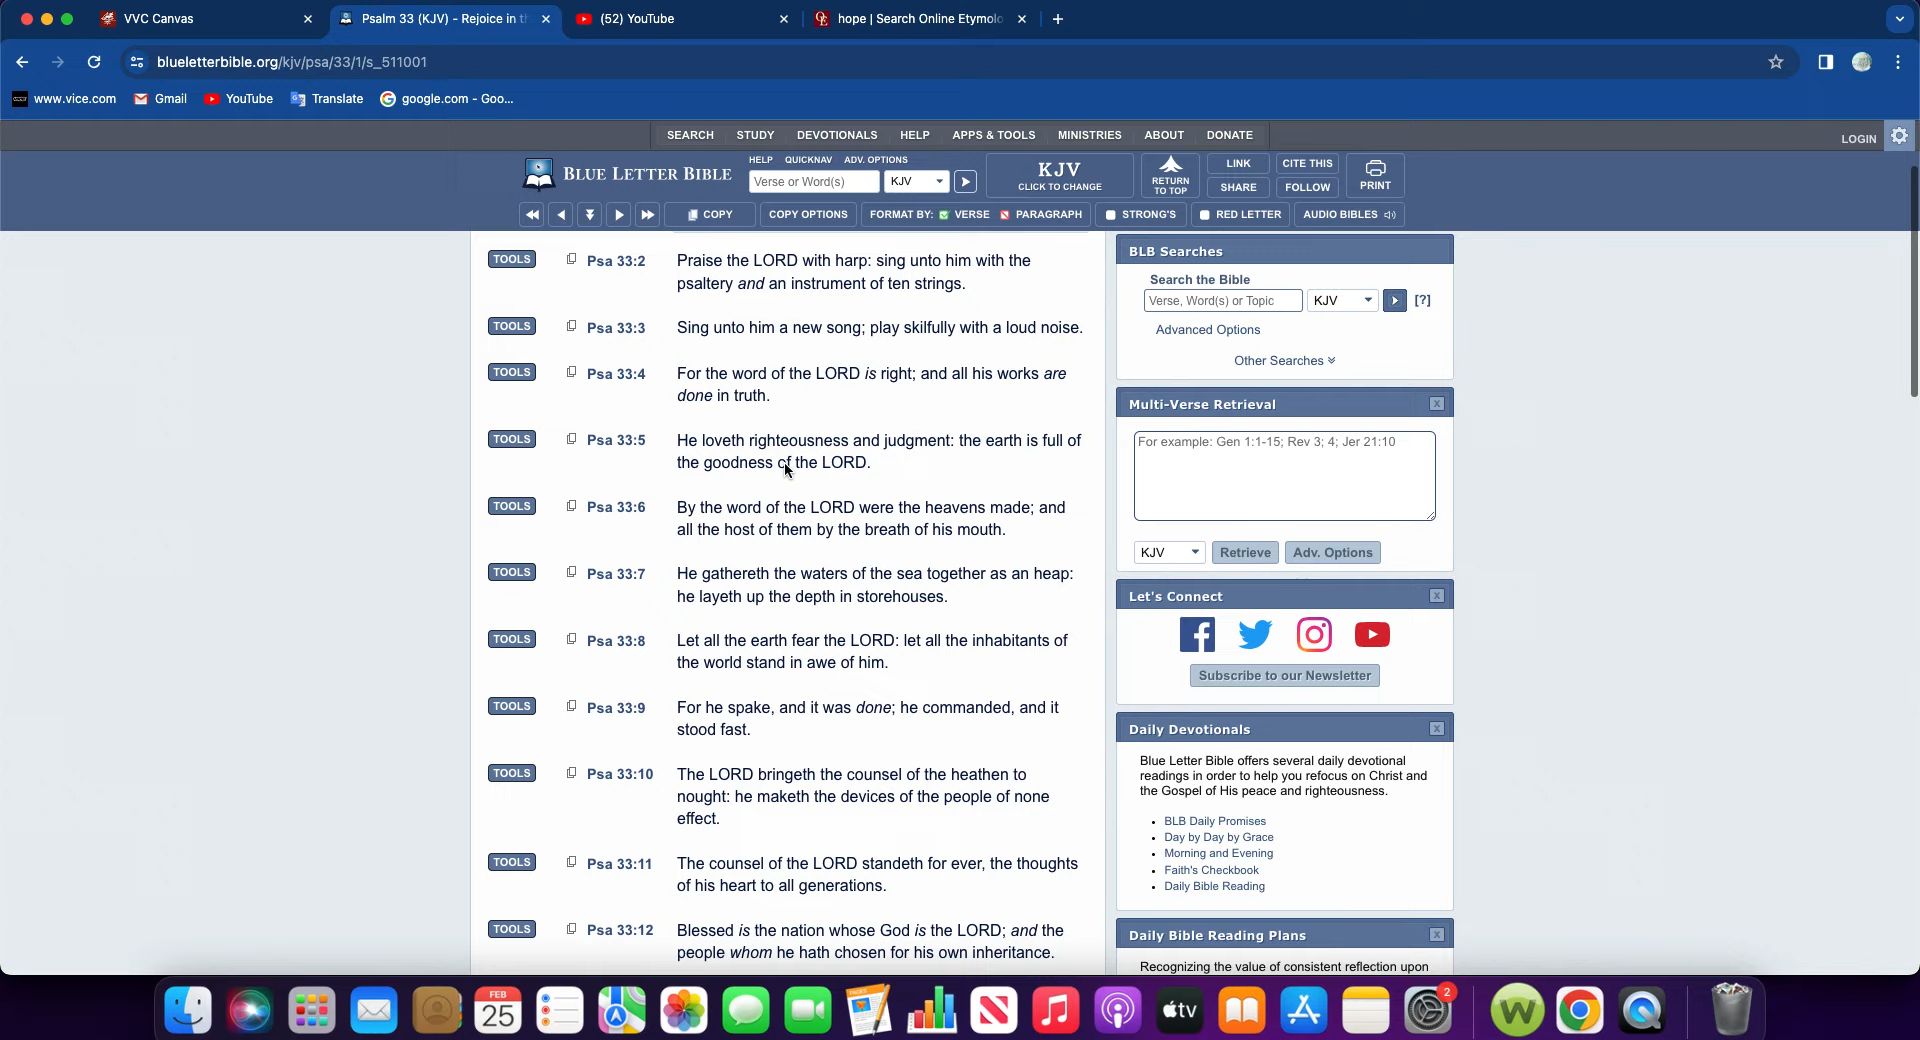 VVC Canvas
Psalm 33 (KJV) - Rejoice in th
(52) YouTube
hope | Search Online Etymolo
blueletterbible.org/kjv/psa/33/1/s_511001
www.vice.com Gmail YouTube Translate google.com - Goo...
SEARCH STUDY DEVOTIONALS HELP APPS & TOOLS MINISTRIES ABOUT DONATE
LOGIN
BLUE LETTER BIBLE
HELP QUICKNAV ADV. OPTIONS
Verse or Word(s) KJV
KJV
CLICK TO CHANGE
RETURN
TO TOP
LINK CITE THIS
SHARE FOLLOW
PRINT
COPY COPY OPTIONS FORMAT BY: VERSE PARAGRAPH STRONG'S RED LETTER AUDIO BIBLES
TOOLS Psa 33:2 Praise the LORD with harp: sing unto him with the
psaltery and an instrument of ten strings.
TOOLS Psa 33:3 Sing unto him a new song; play skilfully with a loud noise.
TOOLS Psa 33:4 For the word of the LORD is right; and all his works are
done in truth.
TOOLS Psa 33:5 He loveth righteousness and judgment: the earth is full of
the goodness of the LORD.
TOOLS Psa 33:6 By the word of the LORD were the heavens made; and
all the host of them by the breath of his mouth.
TOOLS Psa 33:7 He gathereth the waters of the sea together as an heap:
he layeth up the depth in storehouses.
TOOLS Psa 33:8 Let all the earth fear the LORD: let all the inhabitants of
the world stand in awe of him.
TOOLS Psa 33:9 For he spake, and it was done; he commanded, and it
stood fast.
TOOLS Psa 33:10 The LORD bringeth the counsel of the heathen to
nought: he maketh the devices of the people of none
effect.
TOOLS Psa 33:11 The counsel of the LORD standeth for ever, the thoughts
of his heart to all generations.
TOOLS Psa 33:12 Blessed is the nation whose God is the LORD; and the
people whom he hath chosen for his own inheritance.
BLB Searches
Search the Bible
Verse, Word(s) or Topic KJV [?]
Advanced Options
Other Searches
Multi-Verse Retrieval x
For example: Gen 1:1-15; Rev 3; 4; Jer 21:10
KJV Retrieve Adv. Options
Let's Connect x
Subscribe to our Newsletter
Daily Devotionals x
Blue Letter Bible offers several daily devotional
readings in order to help you refocus on Christ and
the Gospel of His peace and righteousness.
BLB Daily Promises
Day by Day by Grace
Morning and Evening
Faith's Checkbook
Daily Bible Reading
Daily Bible Reading Plans x
Recognizing the value of consistent reflection upon
FEB
25
tv
2
W